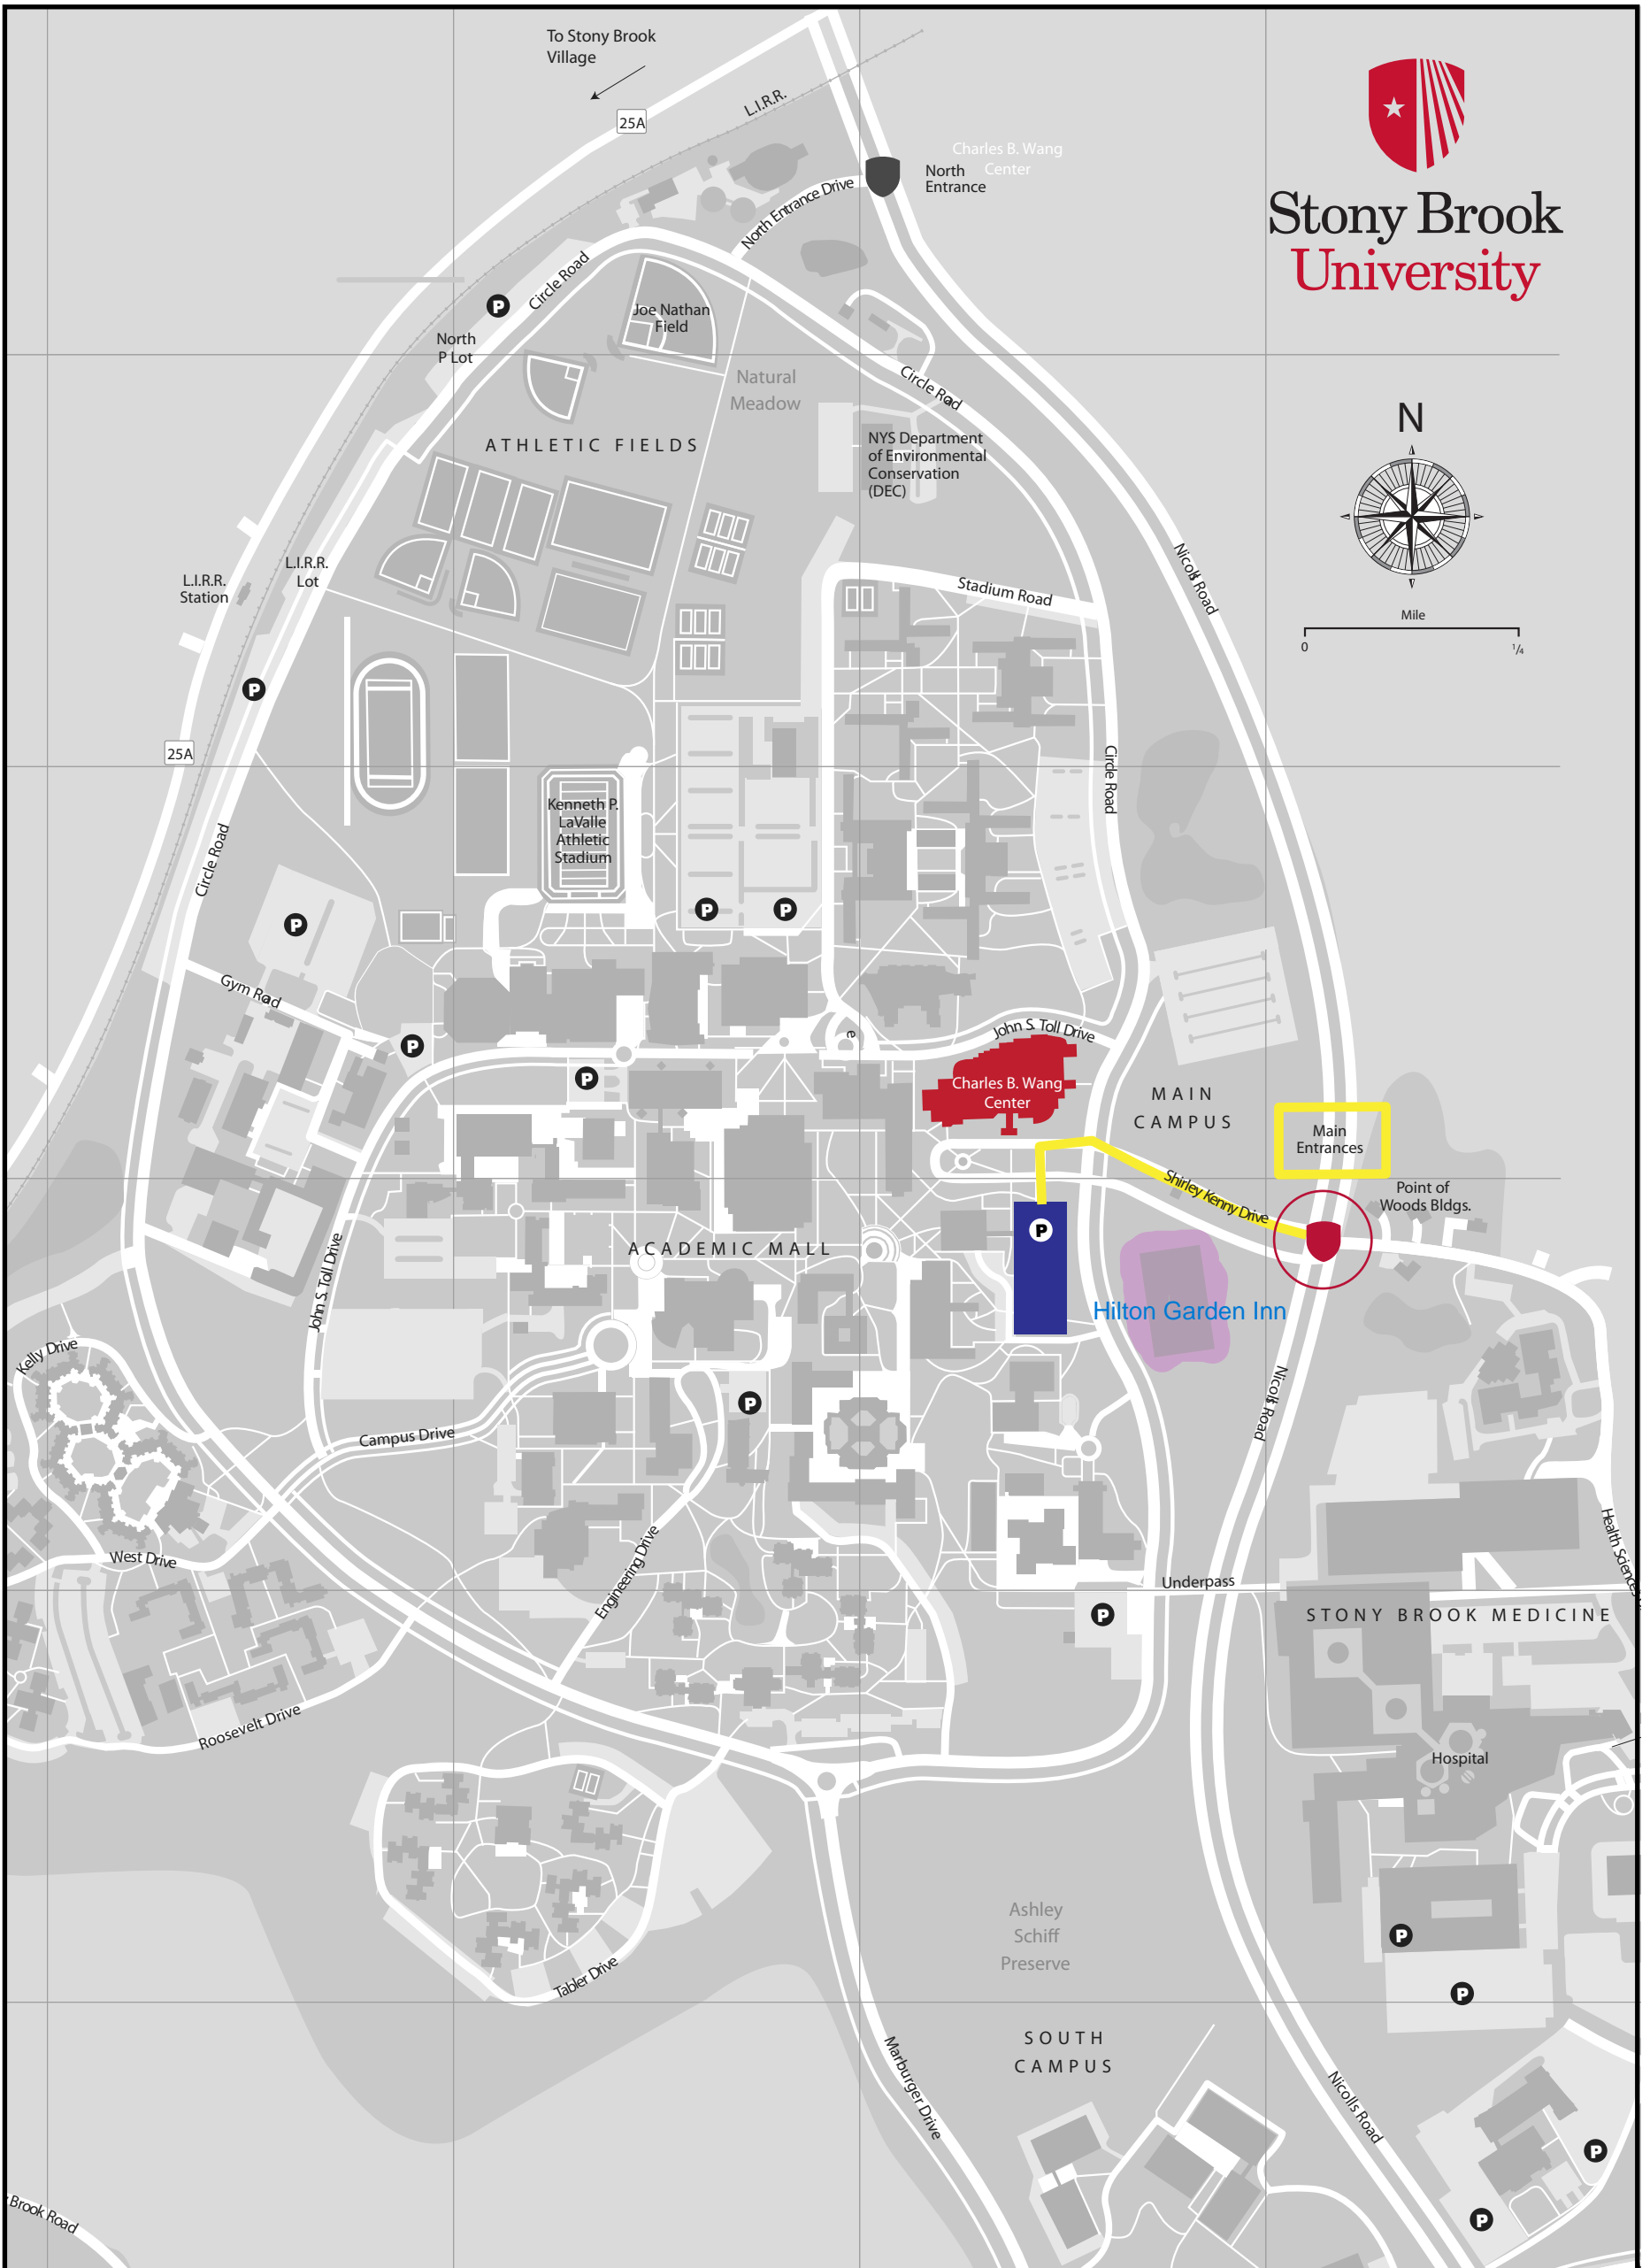 To Stony Brook
Village
25A
L.I.R.R.
Charles B. Wang
Center
North
Entrance
North Entrance Drive
Stony Brook
University
Circle Road
P
North
P Lot
Joe Nathan
Field
Natural
Meadow
Circle Road
ATHLETIC FIELDS
NYS Department
of Environmental
Conservation
(DEC)
N
Mile
0
1/4
Nicolls Road
L.I.R.R.
Station
L.I.R.R.
Lot
Stadium Road
P
25A
Circle Road
Circle Road
Kenneth P.
LaValle
Athletic
Stadium
P
P
P
Gym Road
P
P
e
John S. Toll Drive
Charles B. Wang
Center
MAIN
CAMPUS
Main
Entrances
Shirley Kenny Drive
Point of
Woods Bldgs.
P
ACADEMIC MALL
John S. Toll Drive
Hilton Garden Inn
Kelly Drive
Nicolls Road
P
Campus Drive
West Drive
Engineering Drive
Health Sciences
Underpass
P
STONY BROOK MEDICINE
Roosevelt Drive
Hospital
Ashley
Schiff
Preserve
P
Tabler Drive
P
SOUTH
CAMPUS
Marburger Drive
Nicolls Road
P
P
Brook Road